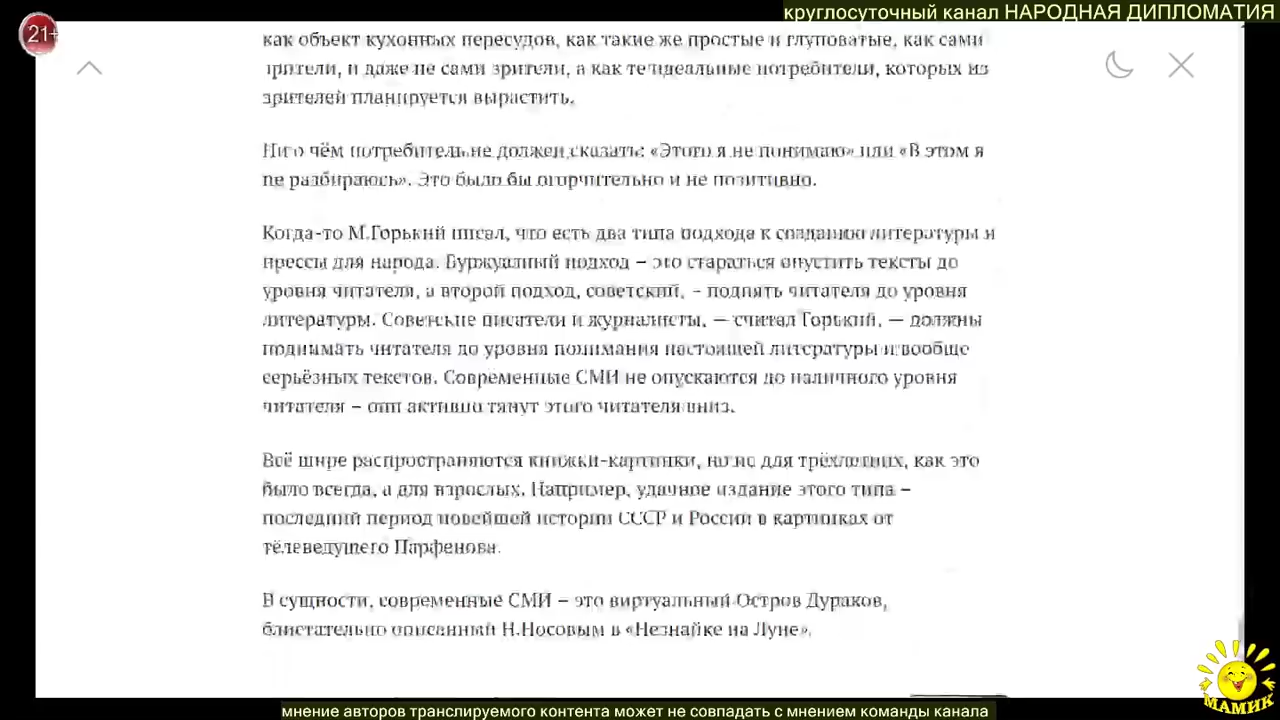 круглосуточный канал НАРОДНАЯ ДИПЛОМАТИЯ
21+
как объект кухонных пересудов, как такие же простые и глуповатые, как сами
зрители, и даже не сами зрители, а как те идеальные потребители, которых из
зрителей планируется вырастить.
Ни о чём потребитель не должен сказать: «Этого я не понимаю» или «В этом я
не разбираюсь». Это было бы огорчительно и не позитивно.
Когда-то М.Горький писал, что есть два типа подхода к созданию литературы и
прессы для народа. Буржуазный подход – это стараться опустить тексты до
уровня читателя, а второй подход, советский, – поднять читателя до уровня
литературы. Советские писатели и журналисты, — считал Горький, — должны
поднимать читателя до уровня понимания настоящей литературы и вообще
серьёзных текстов. Современные СМИ не опускаются до наличного уровня
читателя – они активно тянут этого читателя вниз.
Всё шире распространяются книжки-картинки, но не для трёхлетних, как это
было всегда, а для взрослых. Например, удачное издание этого типа –
последний период новейшей истории СССР и России в картинках от
телеведущего Парфенова.
В сущности, современные СМИ – это виртуальный Остров Дураков,
блистательно описанный Н.Носовым в «Незнайке на Луне».
МАМИК
мнение авторов транслируемого контента может не совпадать с мнением команды канала